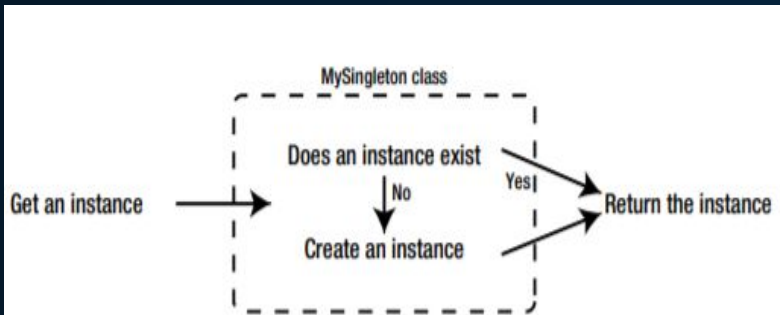 MySingleton class
Does an instance exist
Yes
No
Get an instance
Return the instance
Create an instance